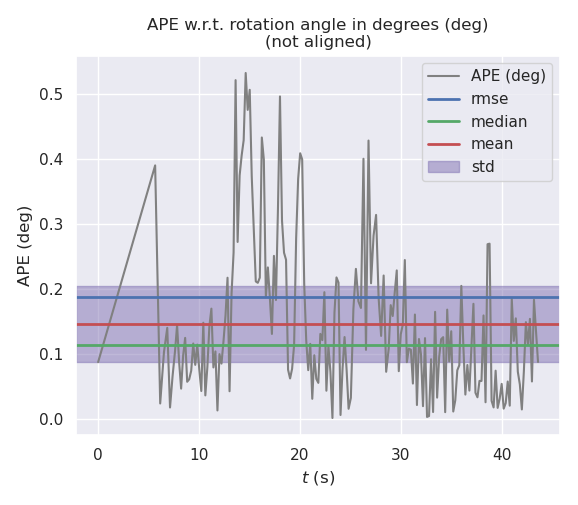 APE w.r.t. rotation angle in degrees (deg)
(not aligned)
APE (deg)
rmse
median
mean
std
APE (deg)
0.5
0.4
0.3
0.2
0.1
0.0
0 10 20 30 40
t (s)